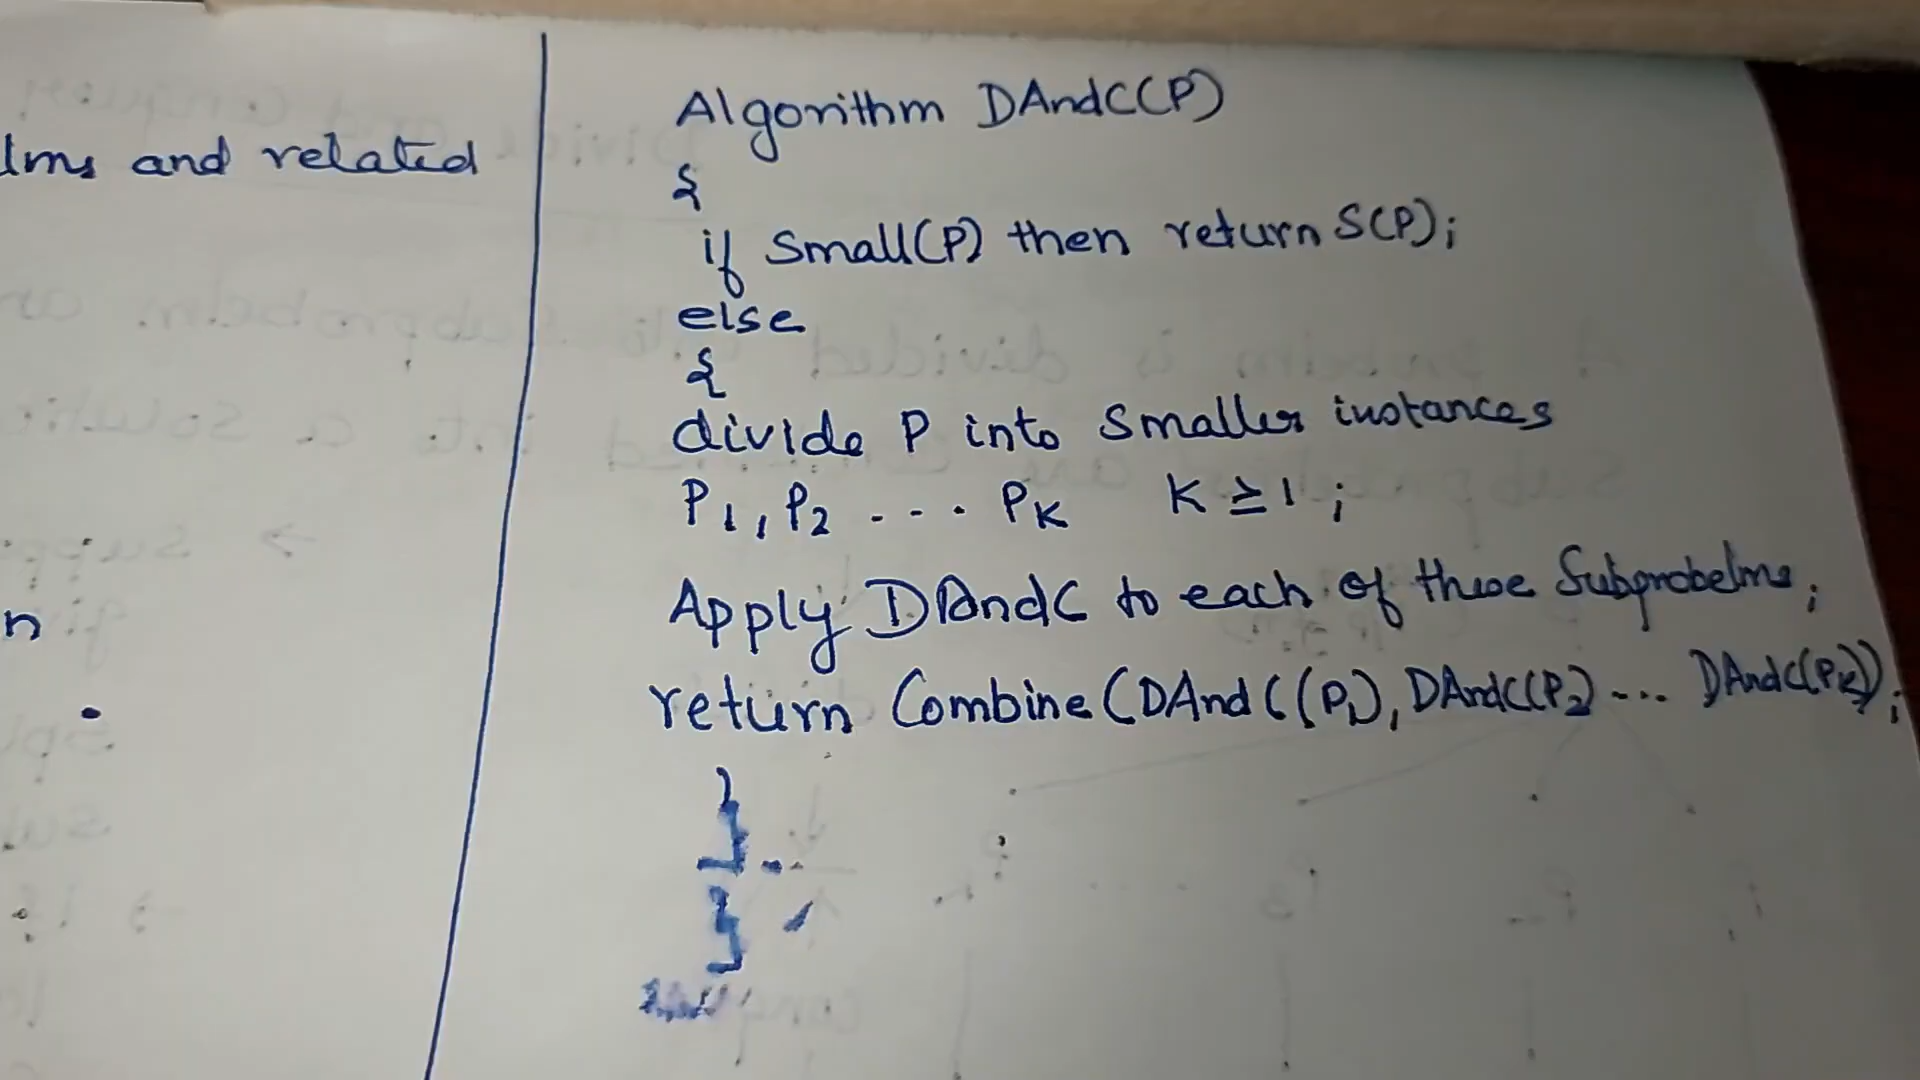 lms and related
n
Algorithm DAndC(P)
{
if Small(P) then return S(P);
else
{
divide P into Smaller instances
P1, P2 ... PK K ≥ 1 ;
Apply DAndC to each of these Subprobelms;
return Combine(DAndC(P1), DAndC(P2) ... DAndC(PK));
}
}